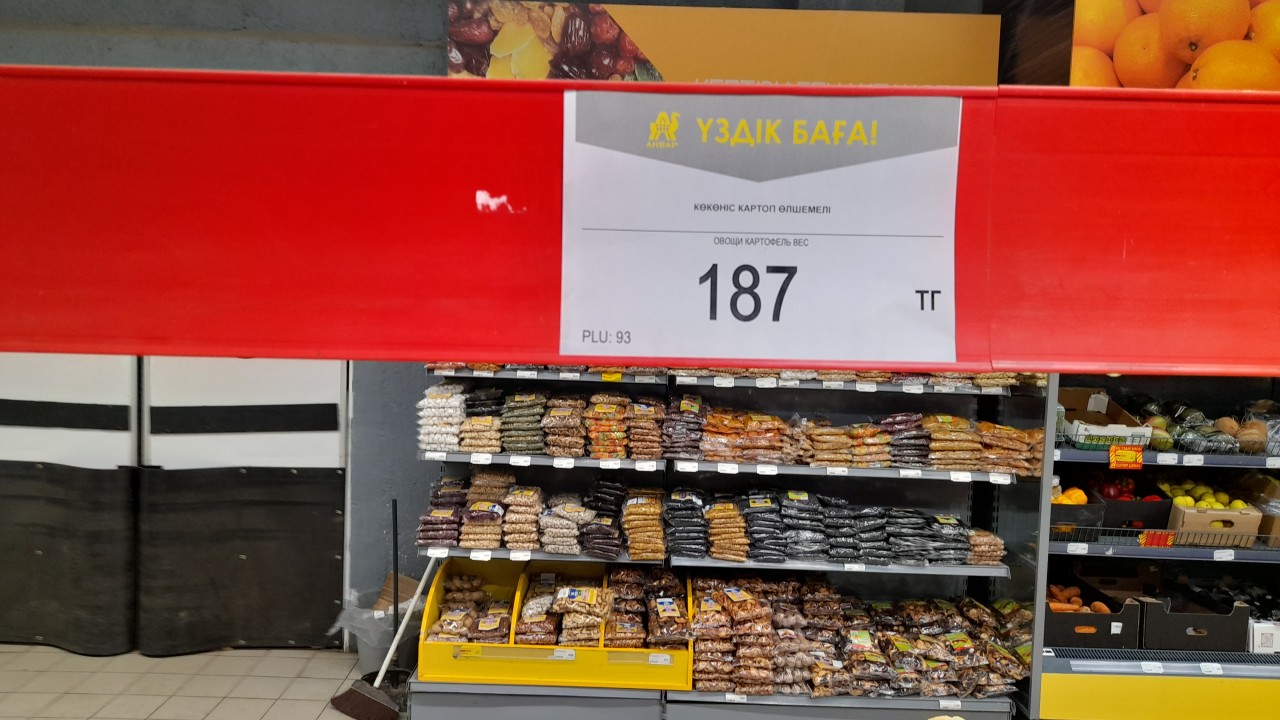 АНВАР
ҮЗДІК БАҒА!
КӨКӨНІС КАРТОП ӨЛШЕМЕЛІ
ОВОЩИ КАРТОФЕЛЬ ВЕС
187
ТГ
PLU: 93